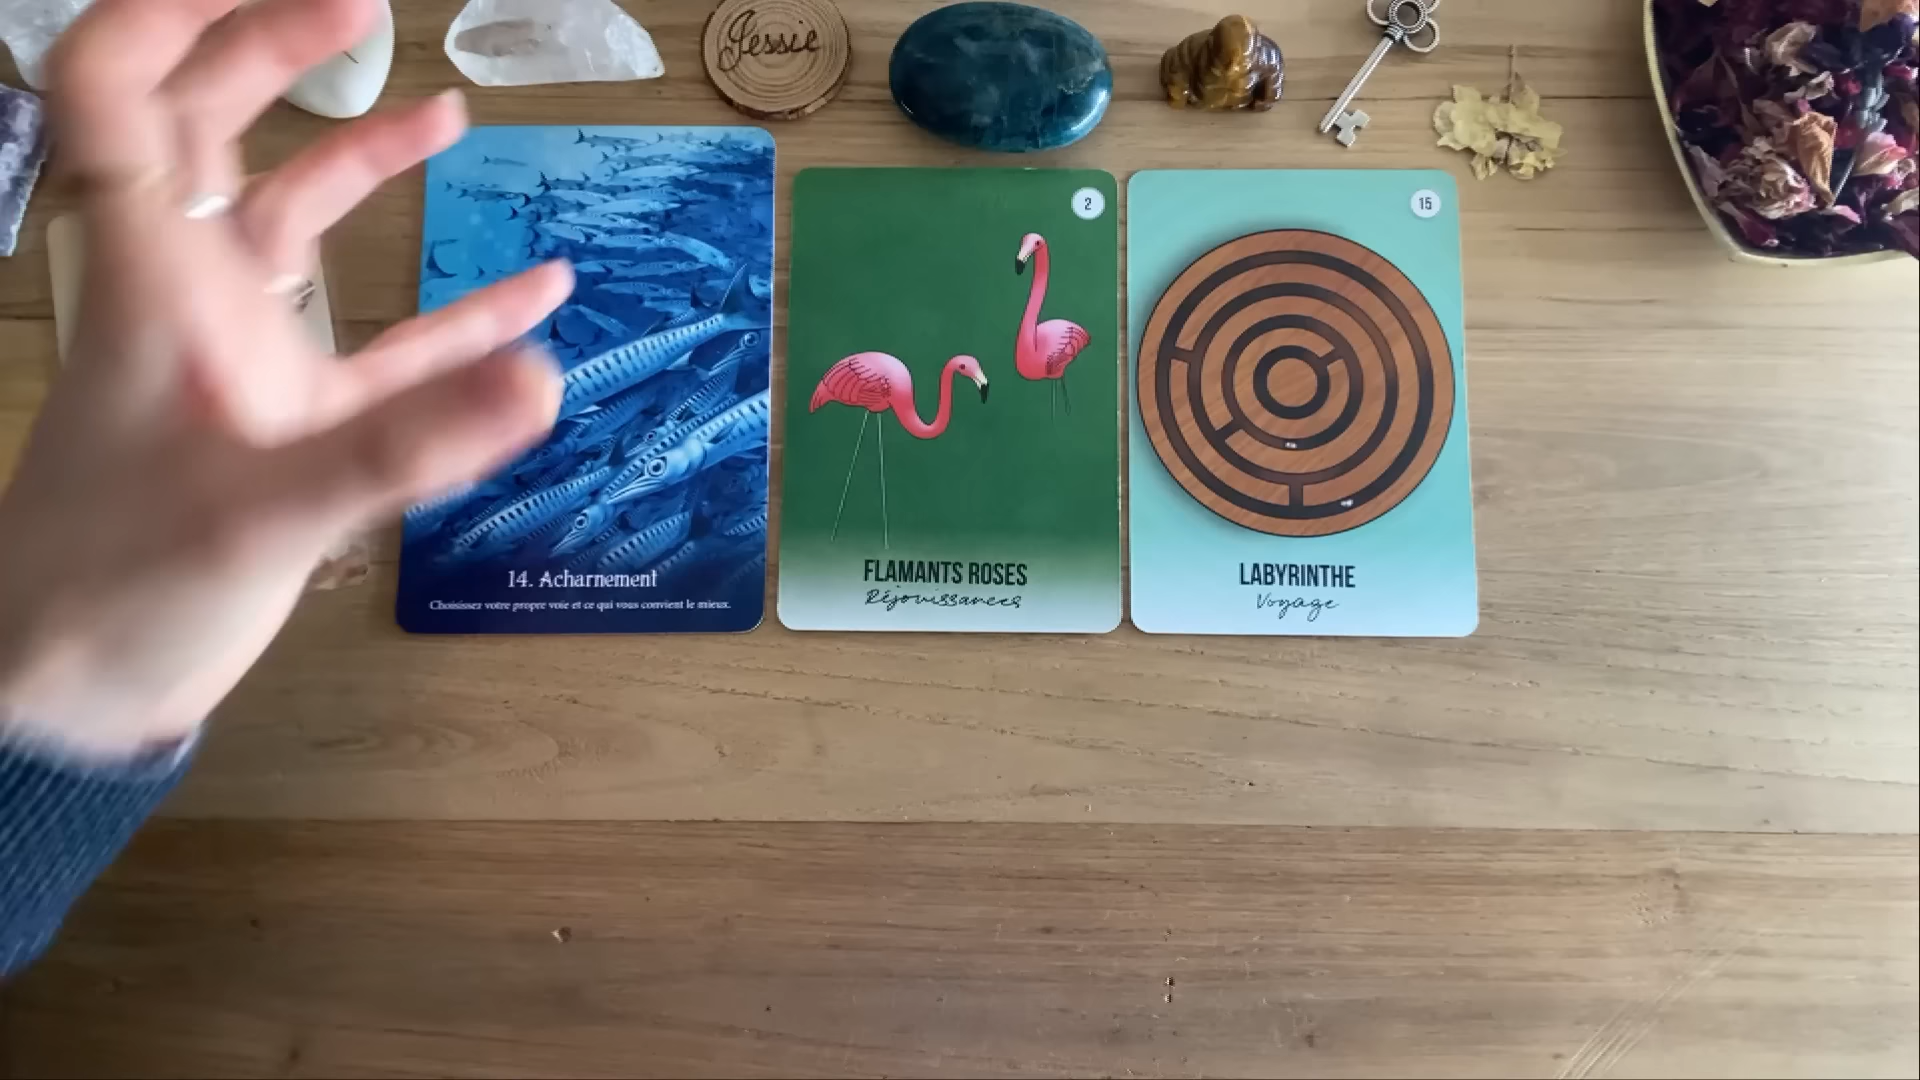 Jessie
14. Acharnement
Choisissez votre propre voie et ce qui vous convient le mieux.
2
FLAMANTS ROSES
Réjouissances
15
LABYRINTHE
Voyage